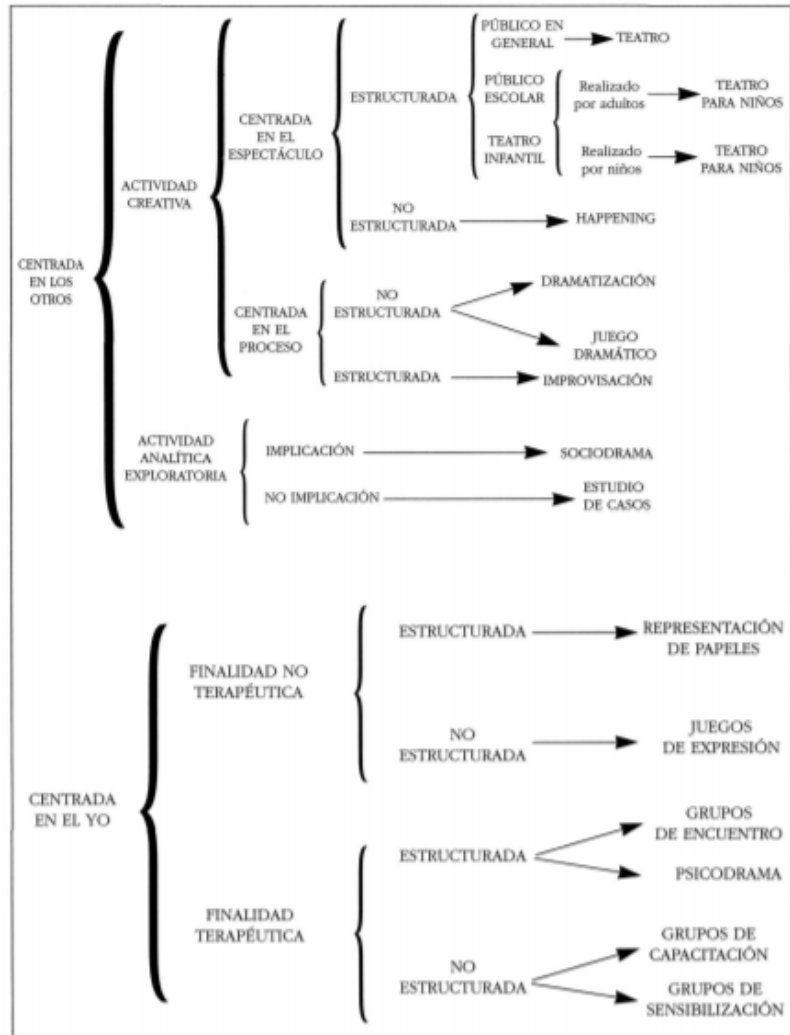 PÚBLICO EN
GENERAL
TEATRO
PÚBLICO
ESCOLAR
ESTRUCTURADA
Realizado
por adultos
TEATRO
PARA NIÑOS
CENTRADA
EN EL
ESPECTÁCULO
TEATRO
INFANTIL
Realizado
por niños
TEATRO
PARA NIÑOS
ACTIVIDAD
CREATIVA
NO
ESTRUCTURADA
HAPPENING
CENTRADA
EN LOS
OTROS
CENTRADA
EN EL
PROCESO
NO
ESTRUCTURADA
DRAMATIZACIÓN
JUEGO
DRAMÁTICO
ESTRUCTURADA
IMPROVISACIÓN
ACTIVIDAD
ANALÍTICA
EXPLORATORIA
IMPLICACIÓN
SOCIODRAMA
NO IMPLICACIÓN
ESTUDIO
DE CASOS
CENTRADA
EN EL YO
FINALIDAD NO
TERAPÉUTICA
ESTRUCTURADA
REPRESENTACIÓN
DE PAPELES
NO
ESTRUCTURADA
JUEGOS
DE EXPRESIÓN
FINALIDAD
TERAPÉUTICA
ESTRUCTURADA
GRUPOS
DE ENCUENTRO
PSICODRAMA
NO
ESTRUCTURADA
GRUPOS DE
CAPACITACIÓN
GRUPOS DE
SENSIBILIZACIÓN